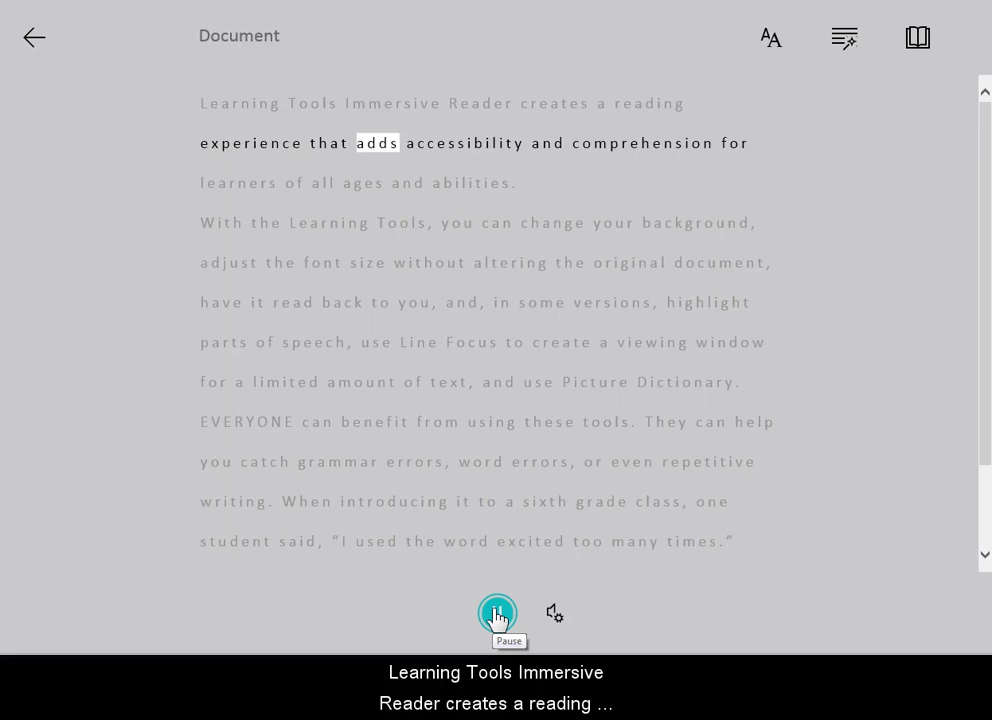 Document
AA
Learning Tools Immersive Reader creates a reading
experience that adds accessibility and comprehension for
learners of all ages and abilities.
With the Learning Tools, you can change your background,
adjust the font size without altering the original document,
have it read back to you, and, in some versions, highlight
parts of speech, use Line Focus to create a viewing window
for a limited amount of text, and use Picture Dictionary.
EVERYONE can benefit from using these tools. They can help
you catch grammar errors, word errors, or even repetitive
writing. When introducing it to a sixth grade class, one
student said, “I used the word excited too many times.”
Pause
Learning Tools Immersive
Reader creates a reading ...